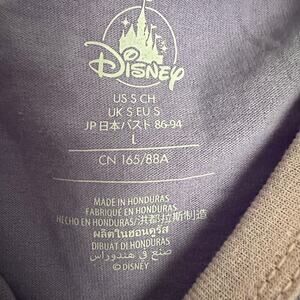 DISNEY
US S CH
UK S EU S
JP 日本バスト 86-94
L
CN 165/88A
MADE IN HONDURAS
FABRIQUÉ EN HONDURAS
HECHO EN HONDURAS/洪都拉斯制造
ผลิตในฮอนดูรัส
DIBUAT DI HONDURAS
صنع في هندوراس
© DISNEY